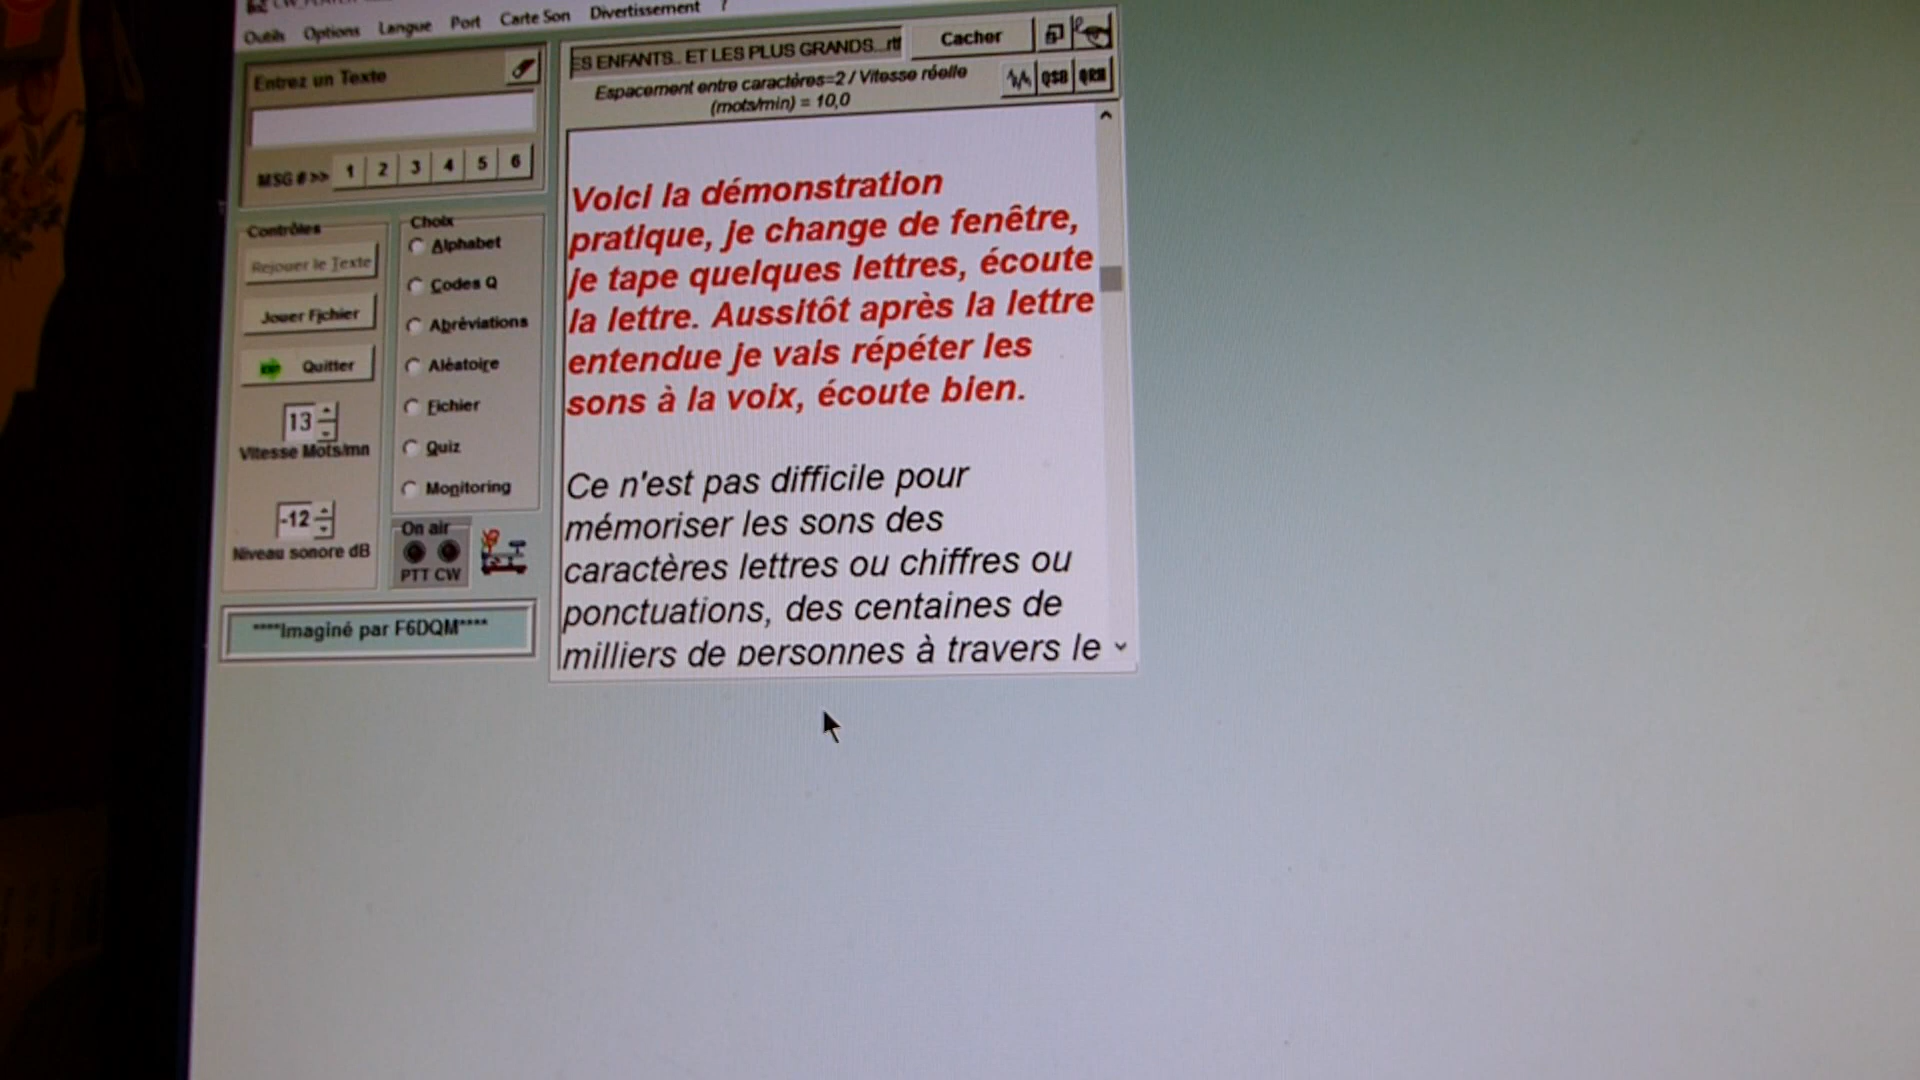 CW PLAYER
Outils Options Langue Port Carte Son Divertissement ?
Entrez un Texte
MSG # >> 1 2 3 4 5 6
Contrôles
Rejouer le Texte
Jouer Fichier
Quitter
13
Vitesse Mots/mn
-12
Niveau sonore dB
Choix
Alphabet
Codes Q
Abréviations
Aléatoire
Fichier
Quiz
Monitoring
On air
PTT CW
****Imaginé par F6DQM****
ES ENFANTS.. ET LES PLUS GRANDS...rtf
Cacher
Espacement entre caractères=2 / Vitesse réelle
(mots/min) = 10,0
QSB QRM
Voici la démonstration
pratique, je change de fenêtre,
je tape quelques lettres, écoute
la lettre. Aussitôt après la lettre
entendue je vais répéter les
sons à la voix, écoute bien.
Ce n'est pas difficile pour
mémoriser les sons des
caractères lettres ou chiffres ou
ponctuations, des centaines de
milliers de personnes à travers le